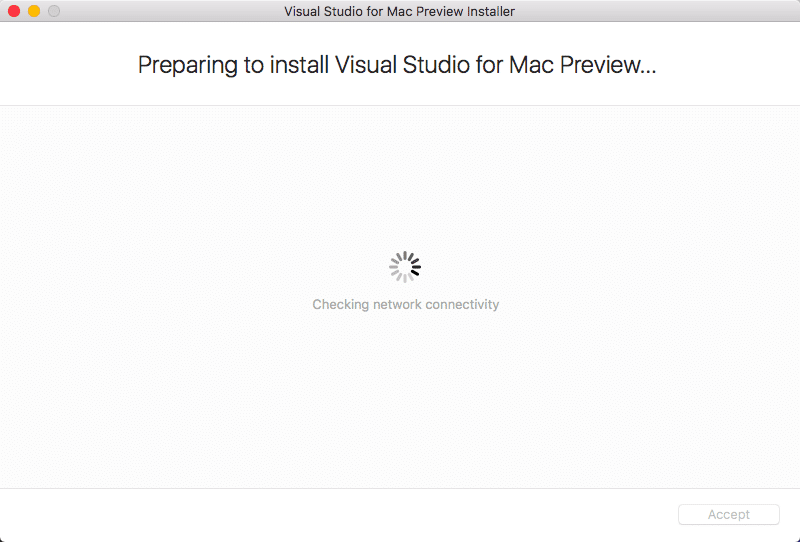 Visual Studio for Mac Preview Installer
Preparing to install Visual Studio for Mac Preview...
Checking network connectivity
Accept